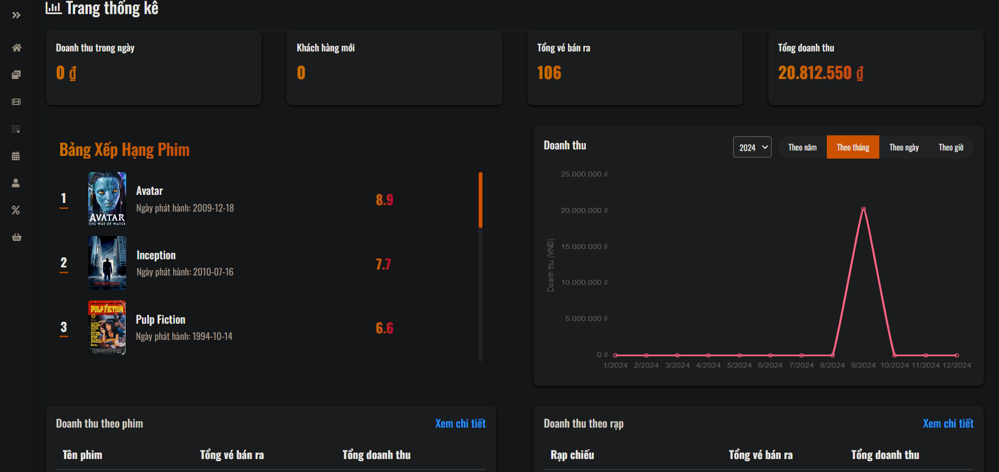 Trang thống kê
Doanh thu trong ngày
0 ₫
Khách hàng mới
0
Tổng vé bán ra
106
Tổng doanh thu
20.812.550 ₫
Bảng Xếp Hạng Phim
1
AVATAR
THE WAY OF WATER
Avatar
Ngày phát hành: 2009-12-18
8.9
2
INCEPTION
Inception
Ngày phát hành: 2010-07-16
7.7
3
PULP FICTION
Pulp Fiction
Ngày phát hành: 1994-10-14
6.6
Doanh thu
2024
Theo năm
Theo tháng
Theo ngày
Theo giờ
Doanh thu (VNĐ)
25.000.000 ₫
20.000.000 ₫
15.000.000 ₫
10.000.000 ₫
5.000.000 ₫
0 ₫
1/2024 2/2024 3/2024 4/2024 5/2024 6/2024 7/2024 8/2024 9/2024 10/2024 11/2024 12/2024
Doanh thu theo phim
Xem chi tiết
Tên phim Tổng vé bán ra Tổng doanh thu
Doanh thu theo rạp
Xem chi tiết
Rạp chiếu Tổng vé bán ra Tổng doanh thu